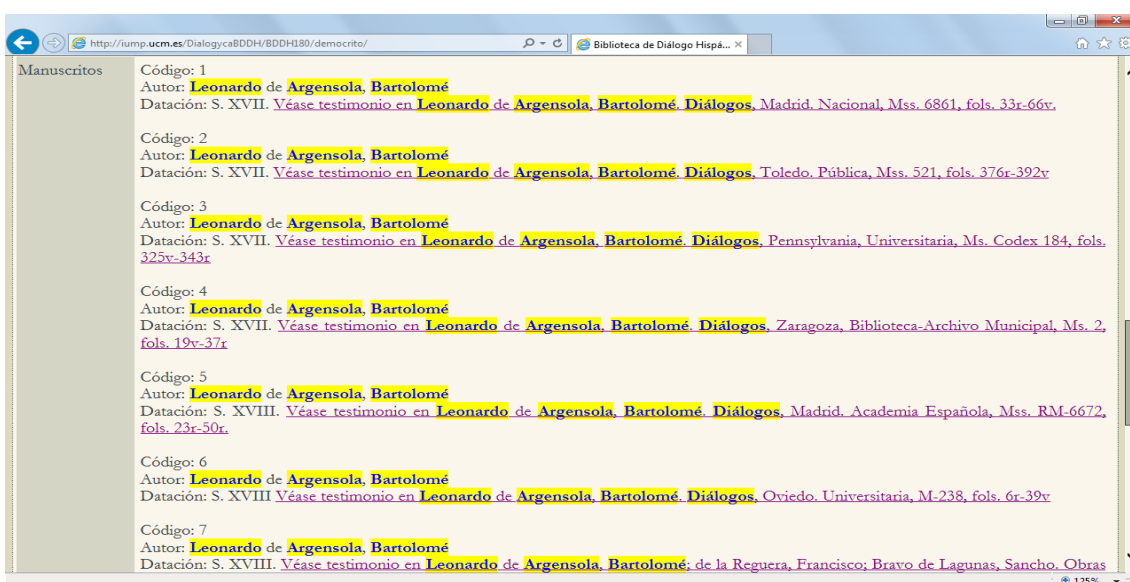 http://iump.ucm.es/DialogycaBDDH/BDDH180/democrito/
Biblioteca de Diálogo Hispá...
Manuscritos
Código: 1
Autor: Leonardo de Argensola, Bartolomé
Datación: S. XVII. Véase testimonio en Leonardo de Argensola, Bartolomé. Diálogos, Madrid. Nacional, Mss. 6861, fols. 33r-66v.
Código: 2
Autor: Leonardo de Argensola, Bartolomé
Datación: S. XVII. Véase testimonio en Leonardo de Argensola, Bartolomé. Diálogos, Toledo. Pública, Mss. 521, fols. 376r-392v
Código: 3
Autor: Leonardo de Argensola, Bartolomé
Datación: S. XVII. Véase testimonio en Leonardo de Argensola, Bartolomé. Diálogos, Pennsylvania, Universitaria, Ms. Codex 184, fols.
325v-343r
Código: 4
Autor: Leonardo de Argensola, Bartolomé
Datación: S. XVII. Véase testimonio en Leonardo de Argensola, Bartolomé. Diálogos, Zaragoza, Biblioteca-Archivo Municipal, Ms. 2,
fols. 19v-37r
Código: 5
Autor: Leonardo de Argensola, Bartolomé
Datación: S. XVIII. Véase testimonio en Leonardo de Argensola, Bartolomé. Diálogos, Madrid. Academia Española, Mss. RM-6672,
fols. 23r-50r.
Código: 6
Autor: Leonardo de Argensola, Bartolomé
Datación: S. XVIII Véase testimonio en Leonardo de Argensola, Bartolomé. Diálogos, Oviedo. Universitaria, M-238, fols. 6r-39v
Código: 7
Autor: Leonardo de Argensola, Bartolomé
Datación: S. XVIII. Véase testimonio en Leonardo de Argensola, Bartolomé; de la Reguera, Francisco; Bravo de Lagunas, Sancho. Obras
125%